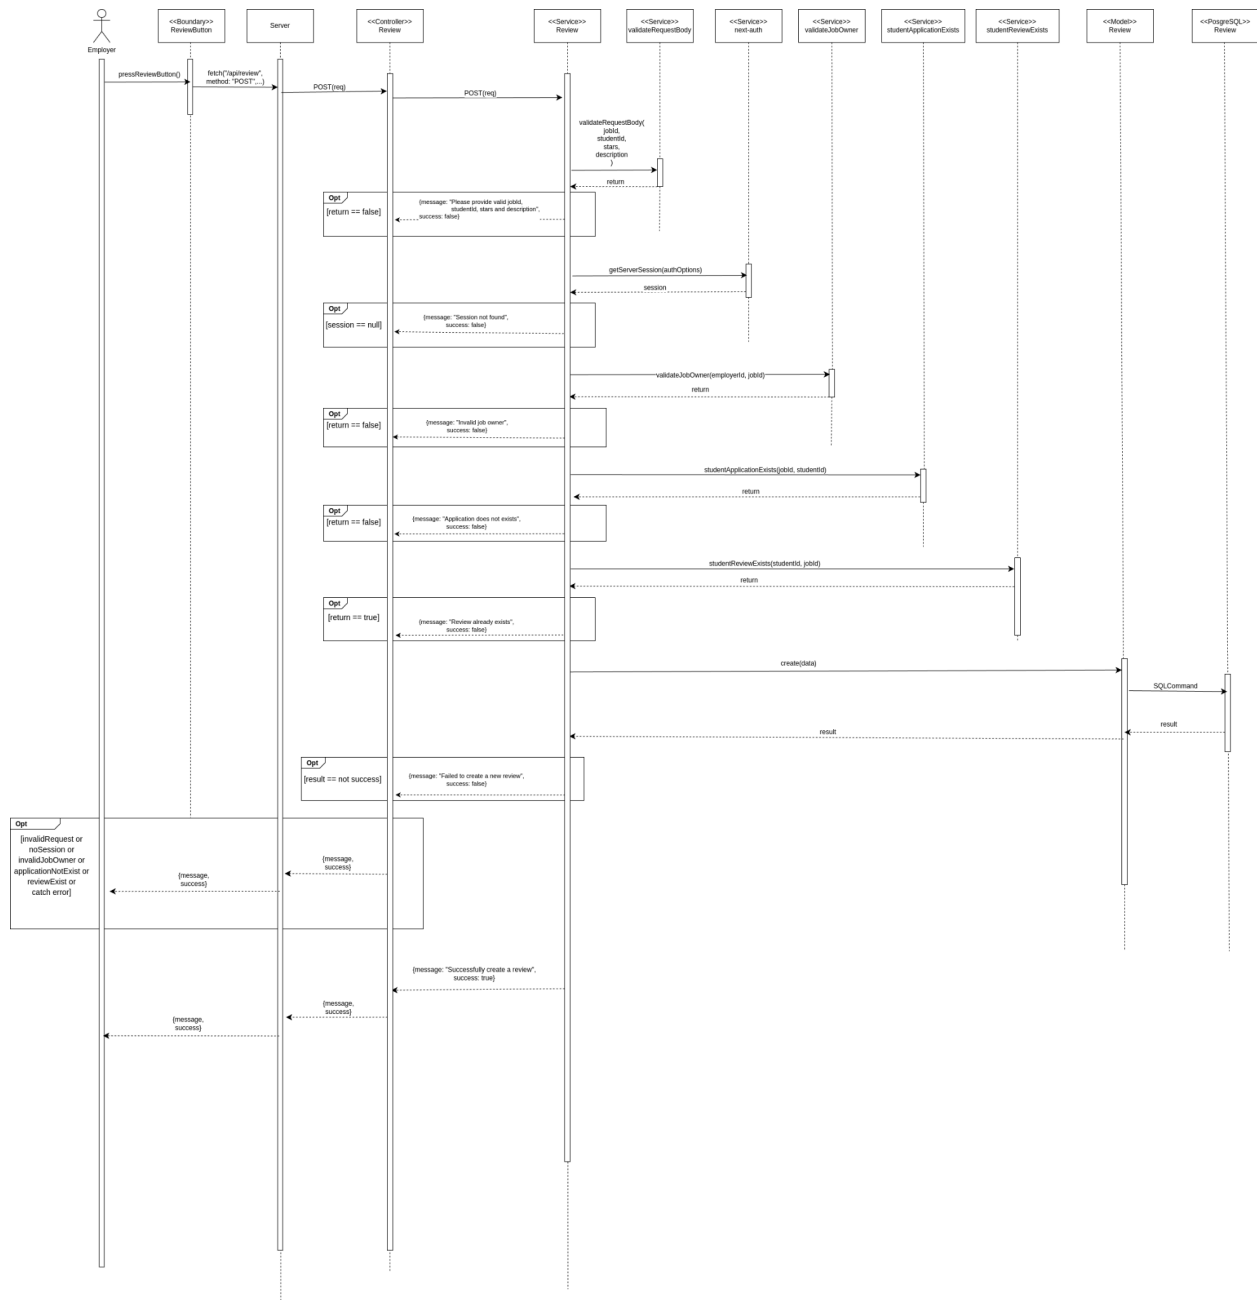 Employer
<<Boundary>>
ReviewButton
Server
<<Controller>>
Review
<<Service>>
Review
<<Service>>
validateRequestBody
<<Service>>
next-auth
<<Service>>
validateJobOwner
<<Service>>
studentApplicationExists
<<Service>>
studentReviewExists
<<Model>>
Review
<<PosgreSQL>>
Review
pressReviewButton()
fetch("/api/review",
method: "POST",...)
POST(req)
POST(req)
validateRequestBody(
jobId,
studentId,
stars,
description
)
return
Opt
[return == false]
{message: "Please provide valid jobId,
studentId, stars and description",
success: false}
getServerSession(authOptions)
session
Opt
[session == null]
{message: "Session not found",
success: false}
validateJobOwner(employerId, jobId)
return
Opt
[return == false]
{message: "Invalid job owner",
success: false}
studentApplicationExists(jobId, studentId)
return
Opt
[return == false]
{message: "Application does not exists",
success: false}
studentReviewExists(studentId, jobId)
return
Opt
[return == true]
{message: "Review already exists",
success: false}
create(data)
SQLCommand
result
result
Opt
[result == not success]
{message: "Failed to create a new review",
success: false}
Opt
[invalidRequest or
noSession or
invalidJobOwner or
applicationNotExist or
reviewExist or
catch error]
{message,
success}
{message,
success}
{message: "Successfully create a review",
success: true}
{message,
success}
{message,
success}